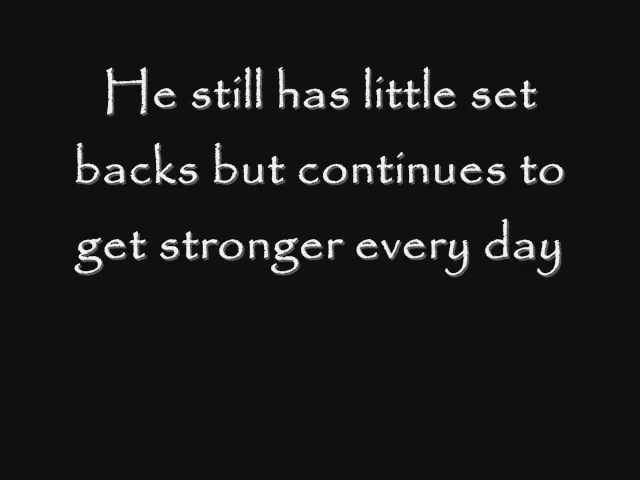 He still has little set
backs but continues to
get stronger every day